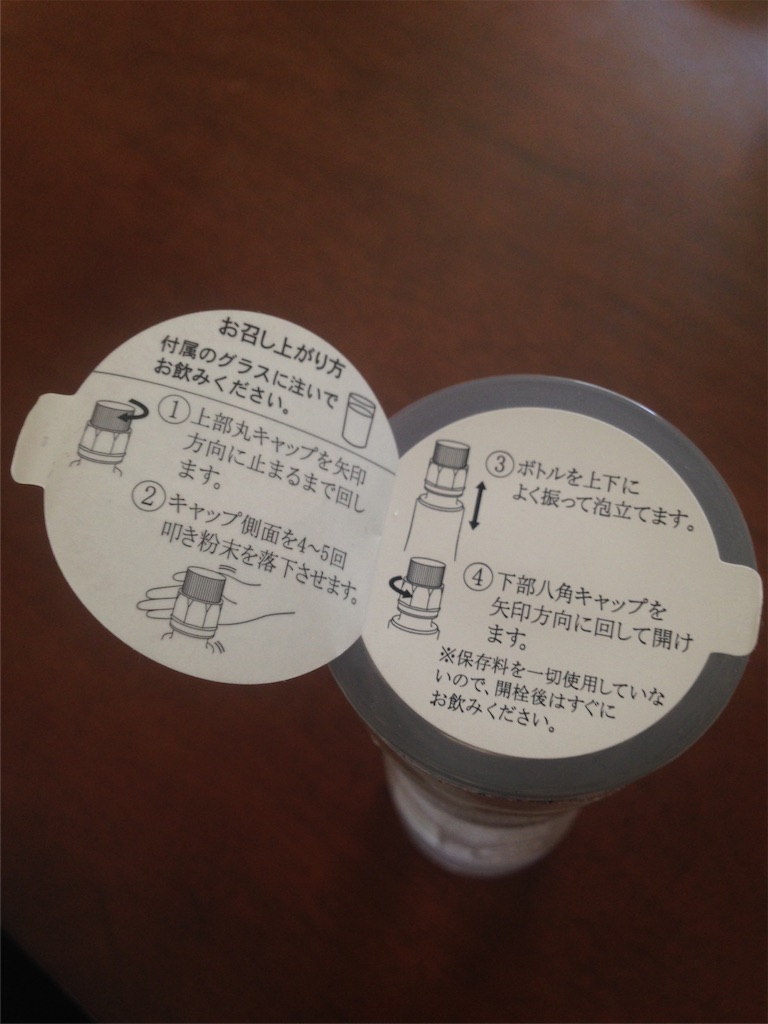 お召し上がり方
付属のグラスに注いで
お飲みください。
①上部丸キャップを矢印
方向に止まるまで回し
ます。
②キャップ側面を4~5回
叩き粉末を落下させます。
③ボトルを上下に
よく振って泡立てます。
④下部八角キャップを
矢印方向に回して開け
ます。
※保存料を一切使用していな
いので、開栓後はすぐに
お飲みください。